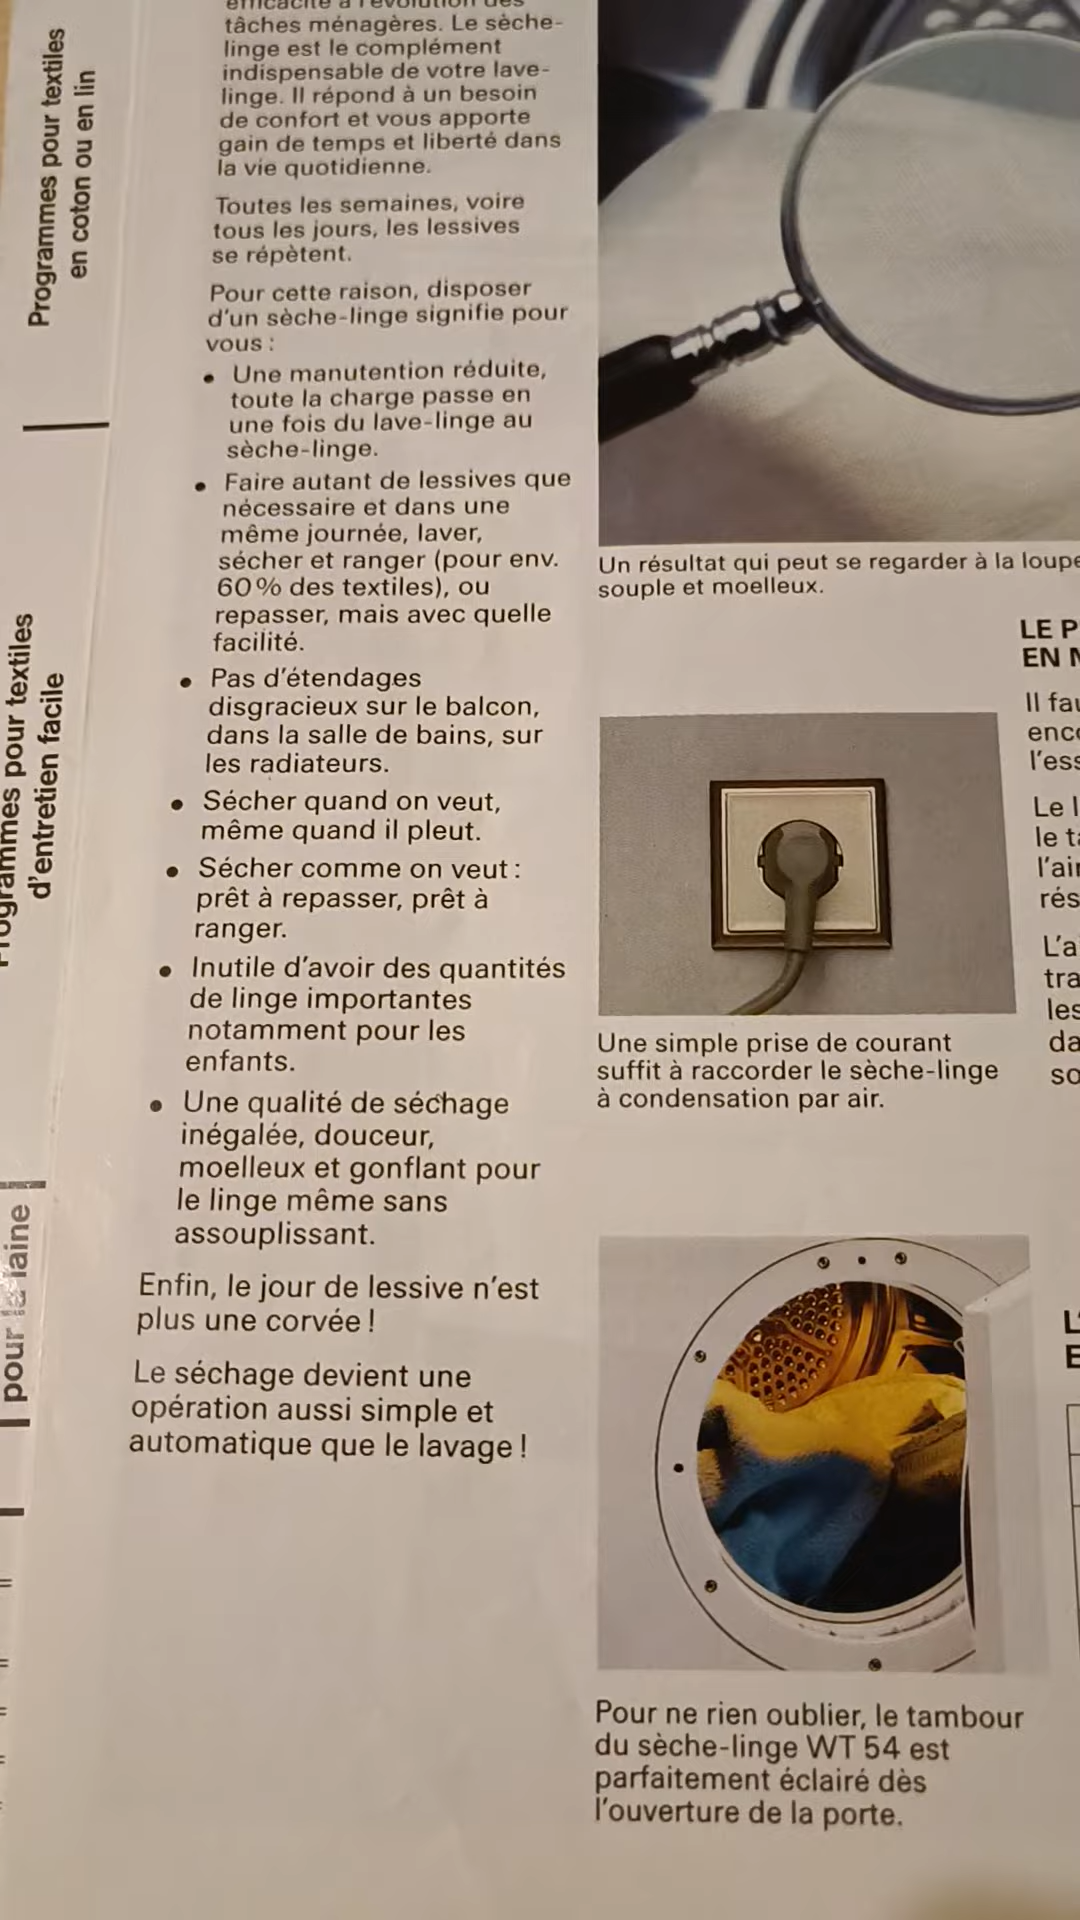 Programmes pour textiles
en coton ou en lin
Programmes pour textiles
d'entretien facile
pour la laine
efficacité à l'évolution des
tâches ménagères. Le sèche-
linge est le complément
indispensable de votre lave-
linge. Il répond à un besoin
de confort et vous apporte
gain de temps et liberté dans
la vie quotidienne.
Toutes les semaines, voire
tous les jours, les lessives
se répètent.
Pour cette raison, disposer
d'un sèche-linge signifie pour
vous :
• Une manutention réduite,
toute la charge passe en
une fois du lave-linge au
sèche-linge.
• Faire autant de lessives que
nécessaire et dans une
même journée, laver,
sécher et ranger (pour env.
60 % des textiles), ou
repasser, mais avec quelle
facilité.
• Pas d'étendages
disgracieux sur le balcon,
dans la salle de bains, sur
les radiateurs.
• Sécher quand on veut,
même quand il pleut.
• Sécher comme on veut :
prêt à repasser, prêt à
ranger.
• Inutile d'avoir des quantités
de linge importantes
notamment pour les
enfants.
• Une qualité de séchage
inégalée, douceur,
moelleux et gonflant pour
le linge même sans
assouplissant.
Enfin, le jour de lessive n'est
plus une corvée !
Le séchage devient une
opération aussi simple et
automatique que le lavage !
Un résultat qui peut se regarder à la loupe
souple et moelleux.
Une simple prise de courant
suffit à raccorder le sèche-linge
à condensation par air.
Pour ne rien oublier, le tambour
du sèche-linge WT 54 est
parfaitement éclairé dès
l'ouverture de la porte.
LE
EN
Il
Le
le
L'a
les